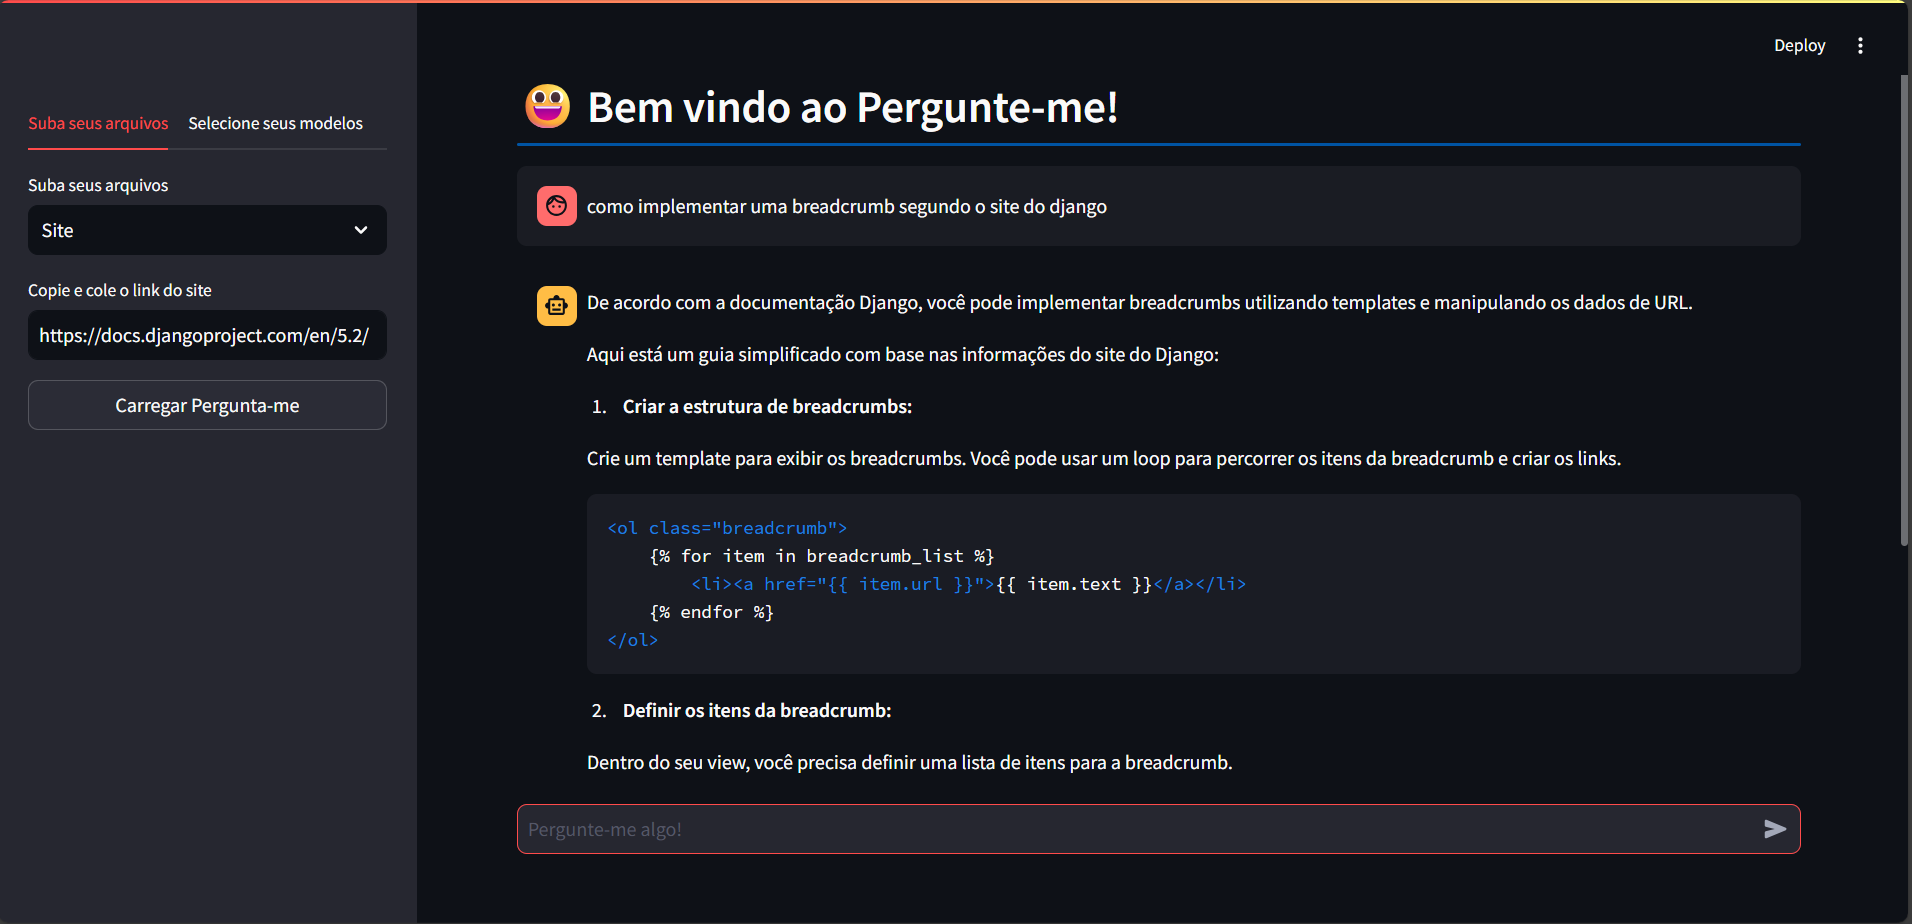 Deploy
Suba seus arquivos
Selecione seus modelos
Suba seus arquivos
Site
Copie e cole o link do site
https://docs.djangoproject.com/en/5.2/
Carregar Pergunta-me
Bem vindo ao Pergunte-me!
como implementar uma breadcrumb segundo o site do django
De acordo com a documentação Django, você pode implementar breadcrumbs utilizando templates e manipulando os dados de URL.
Aqui está um guia simplificado com base nas informações do site do Django:
1. Criar a estrutura de breadcrumbs:
Crie um template para exibir os breadcrumbs. Você pode usar um loop para percorrer os itens da breadcrumb e criar os links.
<ol class="breadcrumb">
    {% for item in breadcrumb_list %}
        <li><a href="{{ item.url }}">{{ item.text }}</a></li>
    {% endfor %}
</ol>
2. Definir os itens da breadcrumb:
Dentro do seu view, você precisa definir uma lista de itens para a breadcrumb.
Pergunte-me algo!